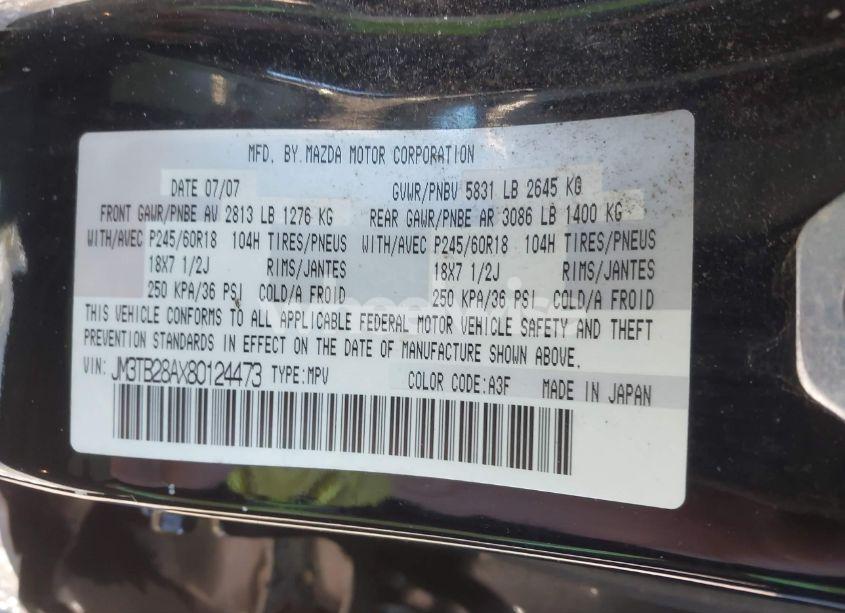 MFD. BY MAZDA MOTOR CORPORATION
DATE 07/07 GVWR/PNBV 5831 LB 2645 KG
FRONT GAWR/PNBE AV 2813 LB 1276 KG REAR GAWR/PNBE AR 3086 LB 1400 KG
WITH/AVEC P245/60R18 104H TIRES/PNEUS WITH/AVEC P245/60R18 104H TIRES/PNEUS
18X7 1/2J RIMS/JANTES 18X7 1/2J RIMS/JANTES
250 KPA/36 PSI COLD/A FROID 250 KPA/36 PSI COLD/A FROID
THIS VEHICLE CONFORMS TO ALL APPLICABLE FEDERAL MOTOR VEHICLE SAFETY AND THEFT
PREVENTION STANDARDS IN EFFECT ON THE DATE OF MANUFACTURE SHOWN ABOVE.
VIN: JM3TB28AX80124473 TYPE:MPV COLOR CODE:A3F MADE IN JAPAN